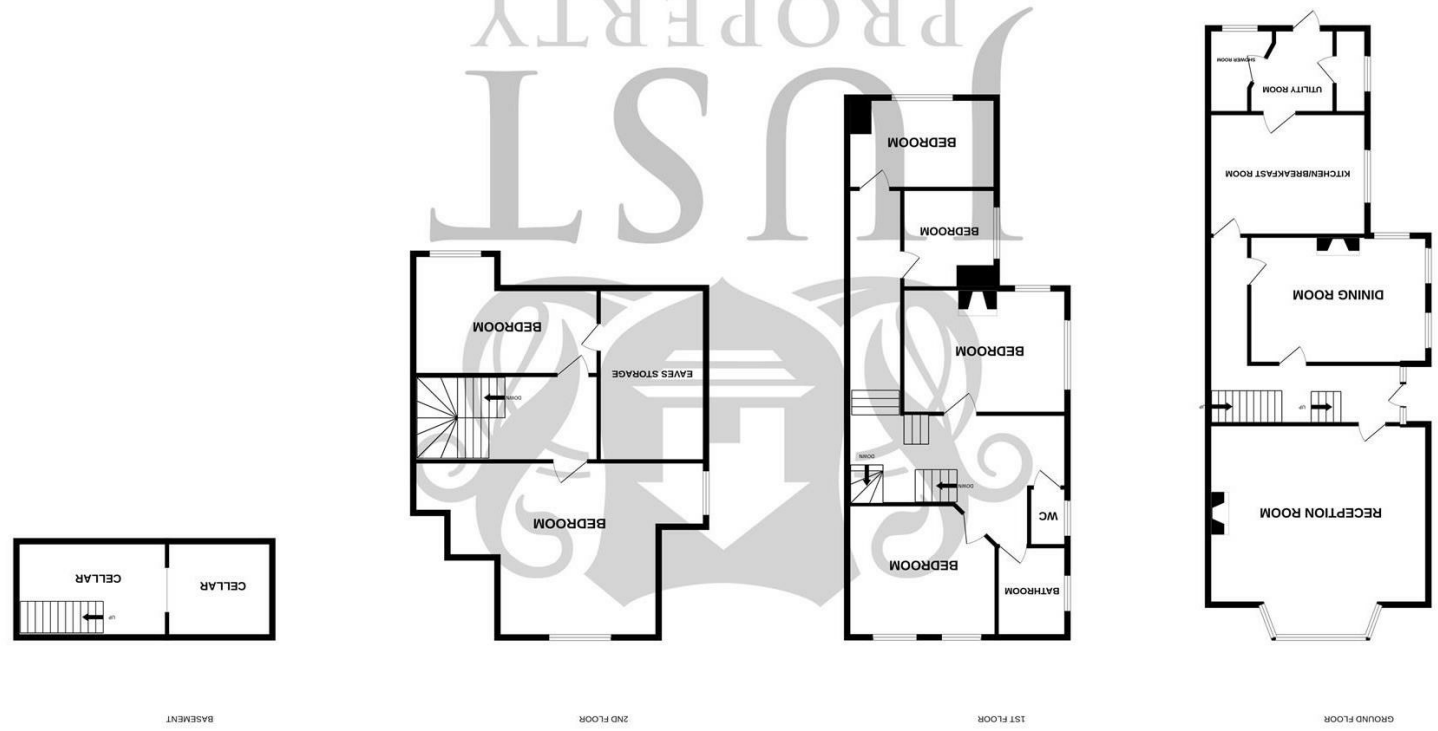 GROUND FLOOR
1ST FLOOR
2ND FLOOR
BASEMENT
RECEPTION ROOM
UP
UP
DINING ROOM
KITCHEN/BREAKFAST ROOM
UTILITY ROOM
SHOWER ROOM
BATHROOM
BEDROOM
WC
DOWN
DOWN
BEDROOM
BEDROOM
BEDROOM
BEDROOM
DOWN
EAVES STORAGE
BEDROOM
UP
CELLAR
CELLAR
JUST
PROPERTY